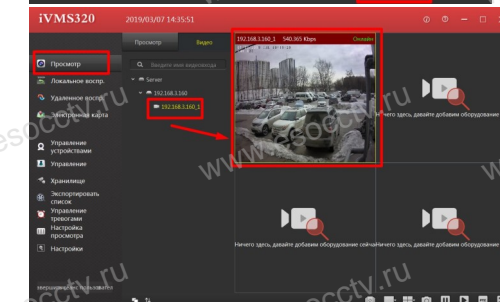 iVMS320 2019/03/07 14:35:51
Просмотр Видео
192.168.3.160_1 540.365 Kbps Онлайн
Просмотр
Локальное воспр.
Удаленное воспр.
Электронная карта
Управление устройствами
Управление
Хранилище
Экспортировать список
Управление тревогами
Настройка просмотра
Настройки
Server
192.168.3.160
192.168.3.160_1
Ничего здесь, давайте добавим оборудование
Ничего здесь, давайте добавим оборудование сейчас
Ничего здесь, давайте добавим оборудование
www
esocctv.ru